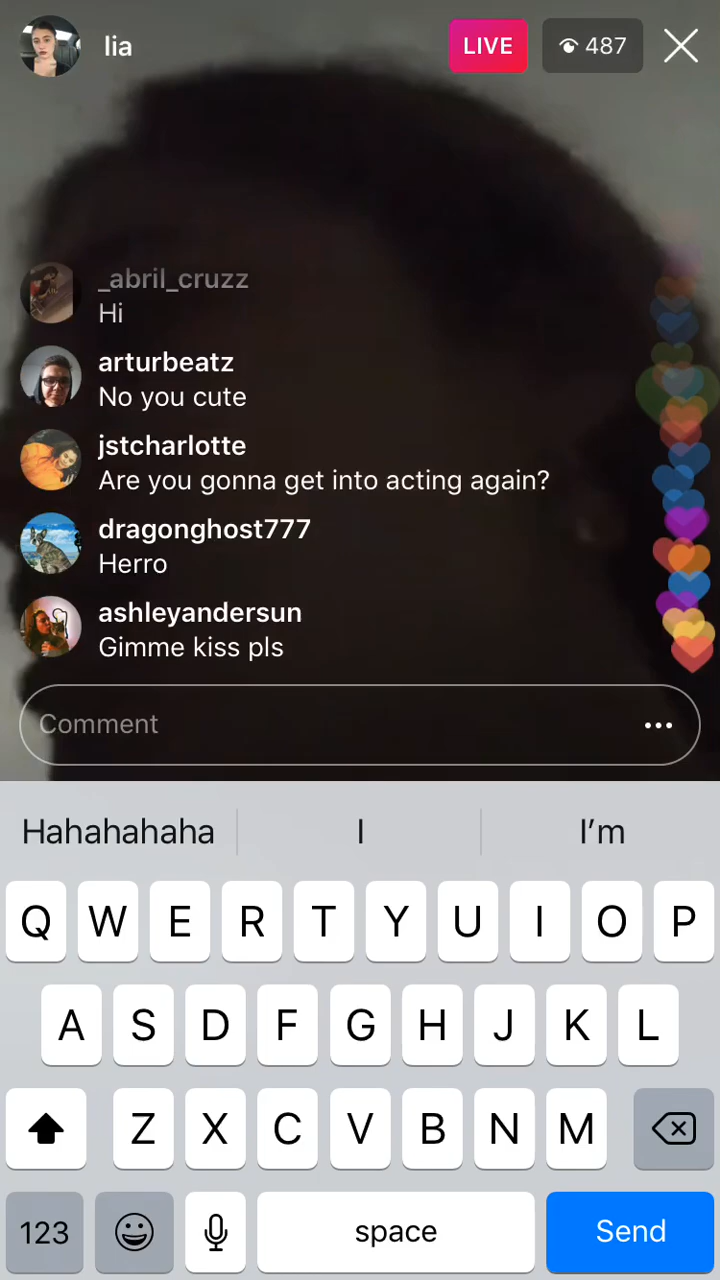 lia
LIVE
487
_abril_cruzz
Hi
arturbeatz
No you cute
jstcharlotte
Are you gonna get into acting again?
dragonghost777
Herro
ashleyandersun
Gimme kiss pls
Comment
Hahahahaha I I'm
Q W E R T Y U I O P
A S D F G H J K L
Z X C V B N M
123 space Send